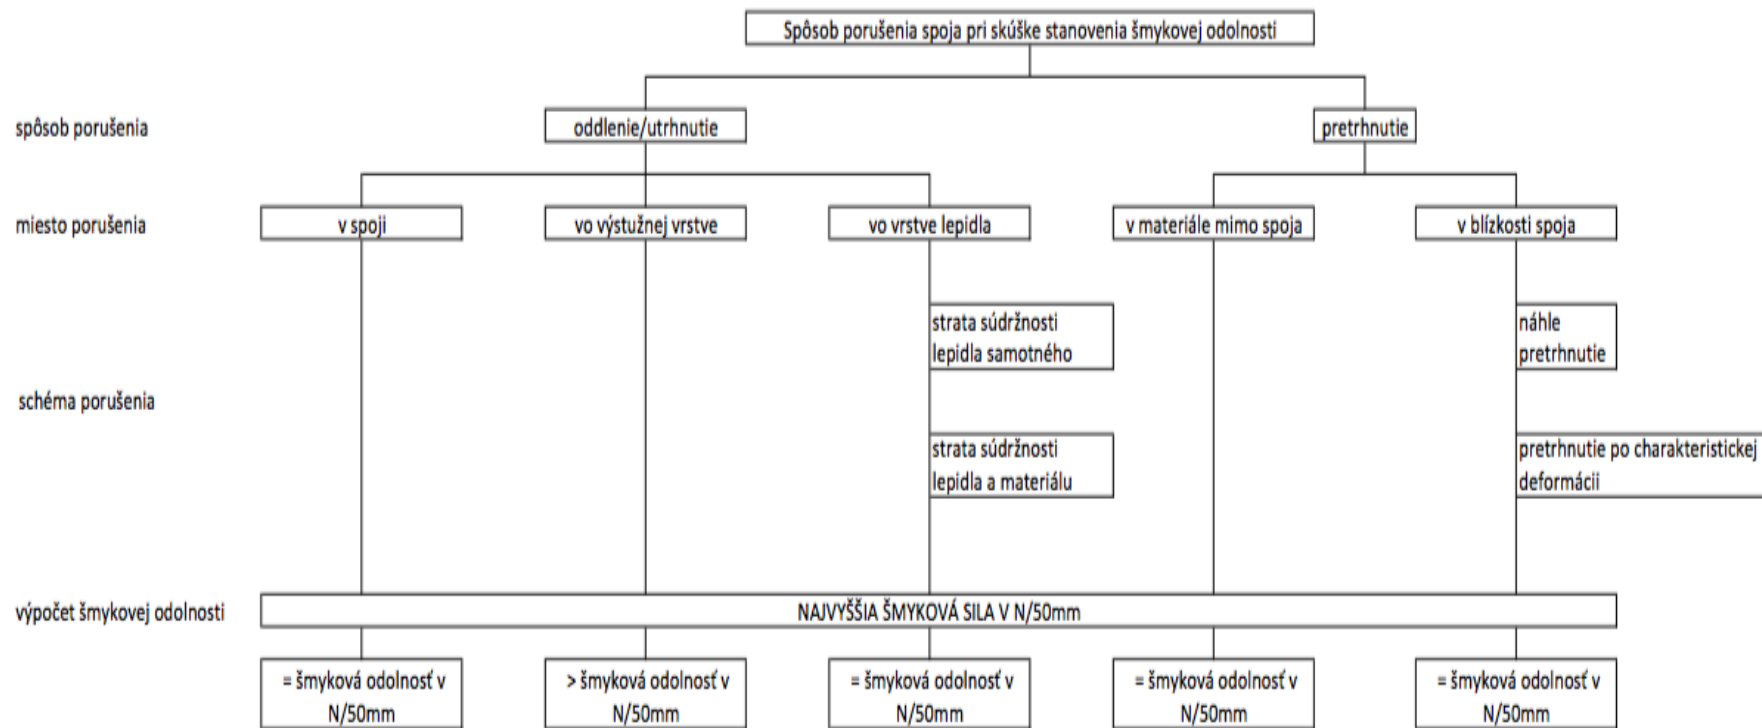 Spôsob porušenia spoja pri skúške stanovenia šmykovej odolnosti
spôsob porušenia
oddlenie/utrhnutie
pretrhnutie
miesto porušenia
v spoji
vo výstužnej vrstve
vo vrstve lepidla
v materiále mimo spoja
v blízkosti spoja
strata súdržnosti
lepidla samotného
náhle
pretrhnutie
schéma porušenia
strata súdržnosti
lepidla a materiálu
pretrhnutie po charakteristickej
deformácii
výpočet šmykovej odolnosti
NAJVYŠŠIA ŠMYKOVÁ SILA V N/50mm
= šmyková odolnosť v
N/50mm
> šmyková odolnosť v
N/50mm
= šmyková odolnosť v
N/50mm
= šmyková odolnosť v
N/50mm
= šmyková odolnosť v
N/50mm